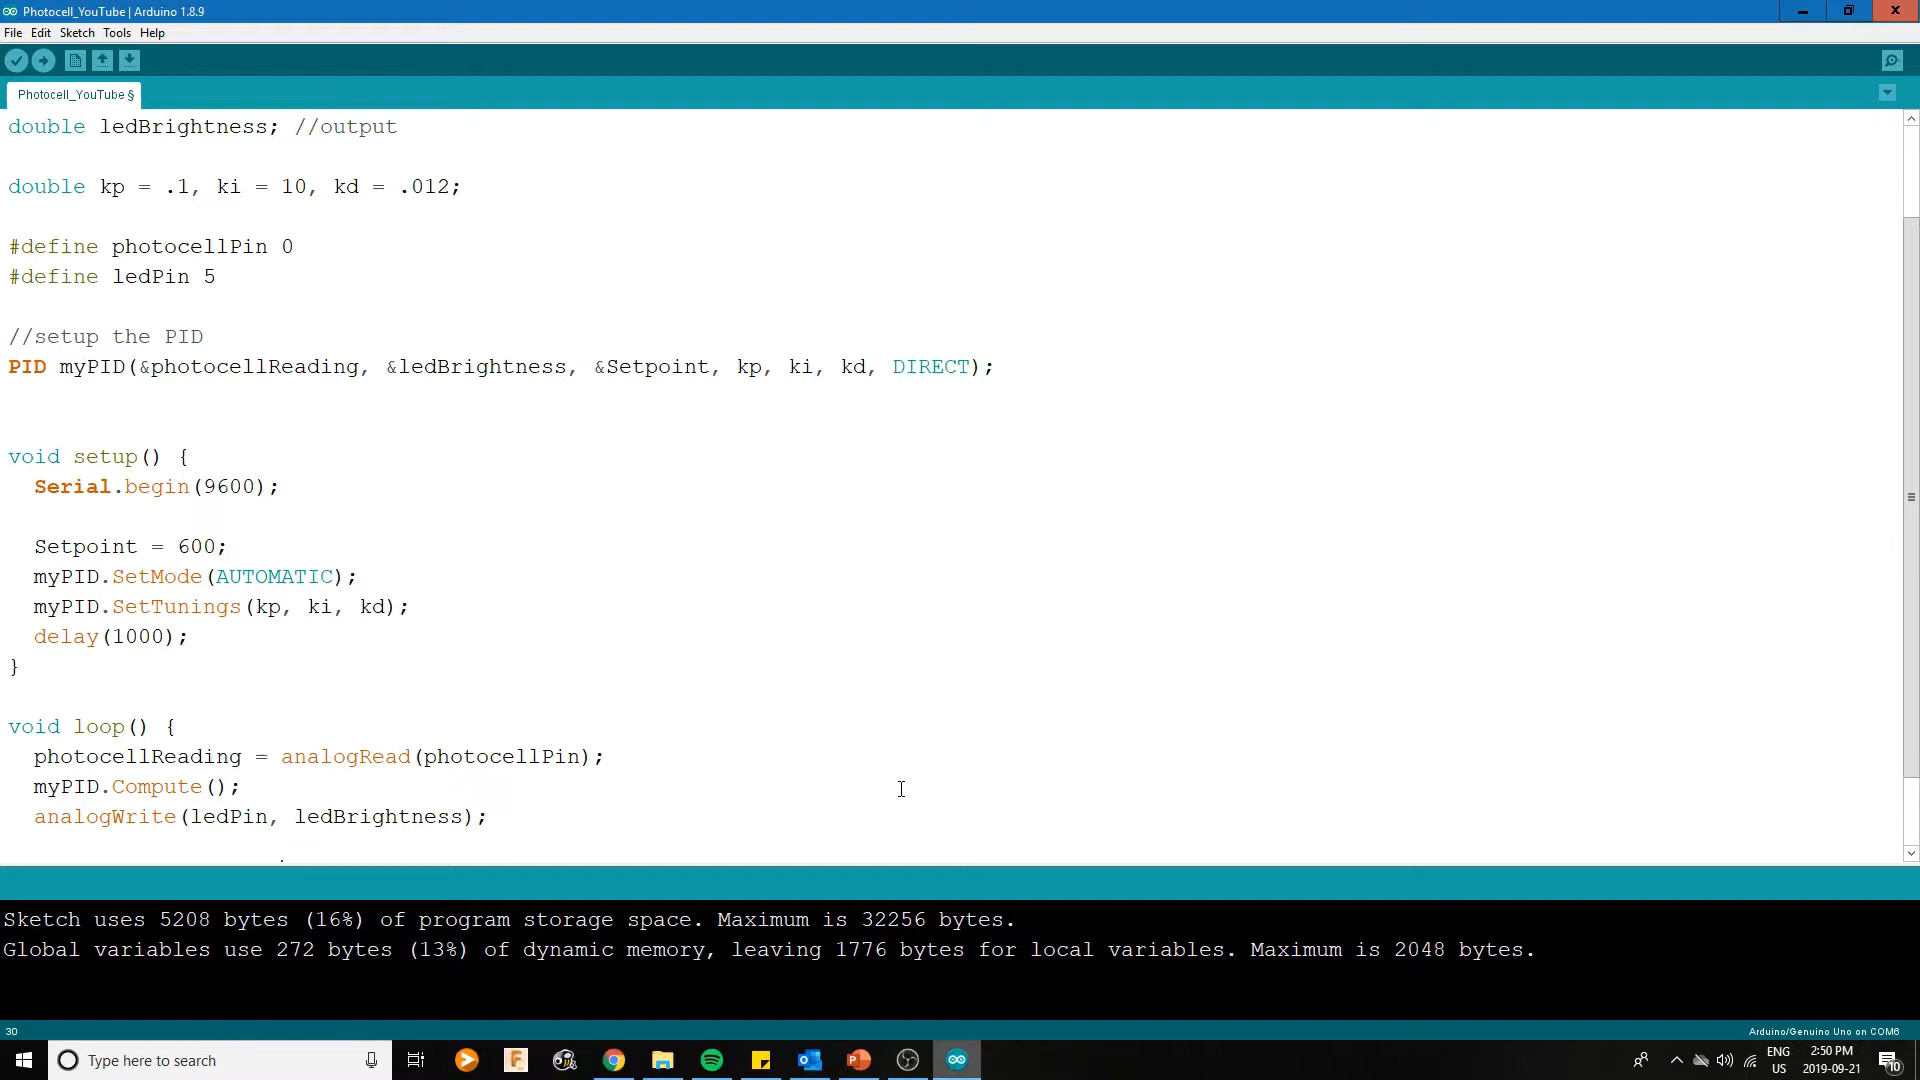 Photocell_YouTube | Arduino 1.8.9
File Edit Sketch Tools Help
Photocell_YouTube §
double ledBrightness; //output
double kp = .1, ki = 10, kd = .012;
#define photocellPin 0
#define ledPin 5
//setup the PID
PID myPID(&photocellReading, &ledBrightness, &Setpoint, kp, ki, kd, DIRECT);
void setup() {
Serial.begin(9600);
Setpoint = 600;
myPID.SetMode(AUTOMATIC);
myPID.SetTunings(kp, ki, kd);
delay(1000);
}
void loop() {
photocellReading = analogRead(photocellPin);
myPID.Compute();
analogWrite(ledPin, ledBrightness);
Sketch uses 5208 bytes (16%) of program storage space. Maximum is 32256 bytes.
Global variables use 272 bytes (13%) of dynamic memory, leaving 1776 bytes for local variables. Maximum is 2048 bytes.
30
Arduino/Genuino Uno on COM6
Type here to search
ENG
US
2:50 PM
2019-09-21
10